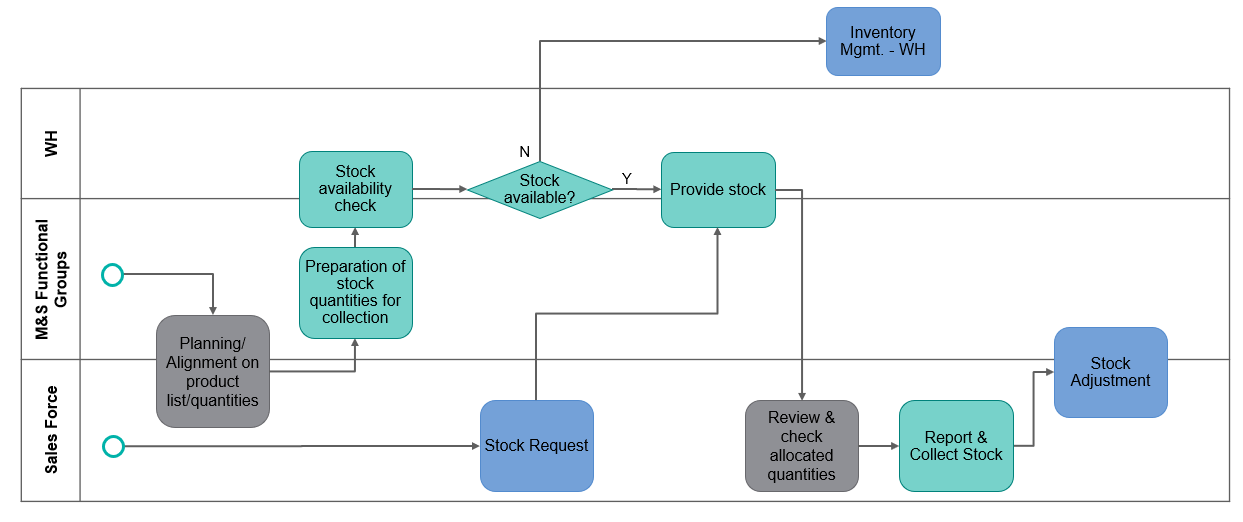 Inventory
Mgmt. - WH
WH
N
Stock
availability
check
Stock
available?
Y
Provide stock
M&S Functional
Groups
Preparation of
stock
quantities for
collection
Planning/
Alignment on
product
list/quantities
Stock
Adjustment
Sales Force
Stock Request
Review &
check
allocated
quantities
Report &
Collect Stock